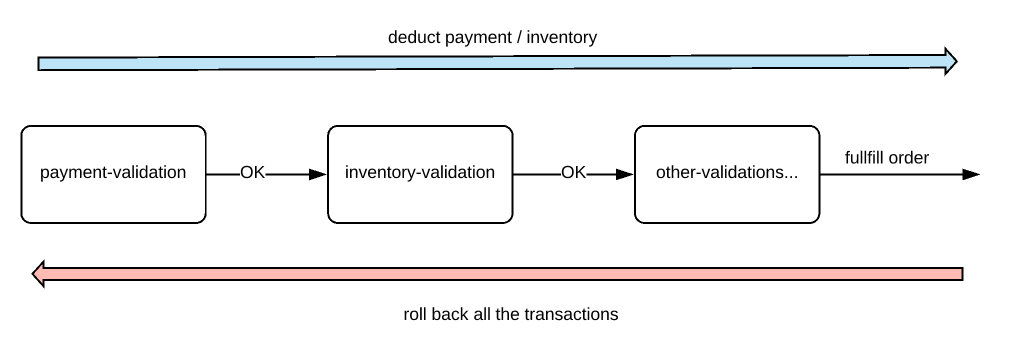 deduct payment / inventory
payment-validation
OK
inventory-validation
OK
other-validations...
fullfill order
roll back all the transactions